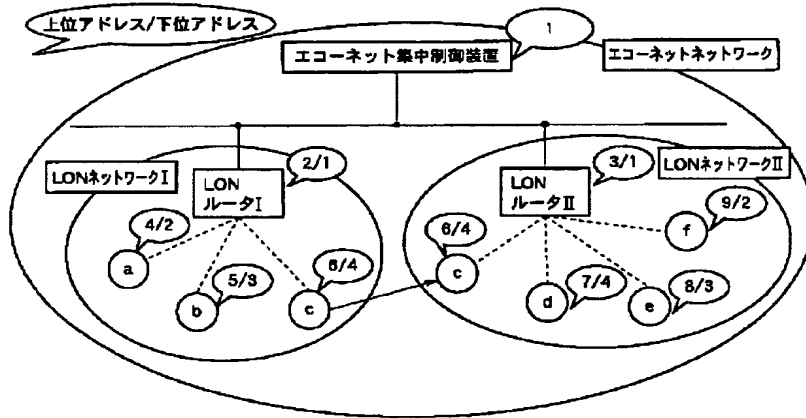 上位アドレス/下位アドレス
1
エコーネット集中制御装置
エコーネットネットワーク
LONネットワークⅠ
LON
ルータⅠ
2/1
4/2
a
5/3
b
6/4
c
LON
ルータⅡ
3/1
LONネットワークⅡ
6/4
c
7/4
d
8/3
e
9/2
f